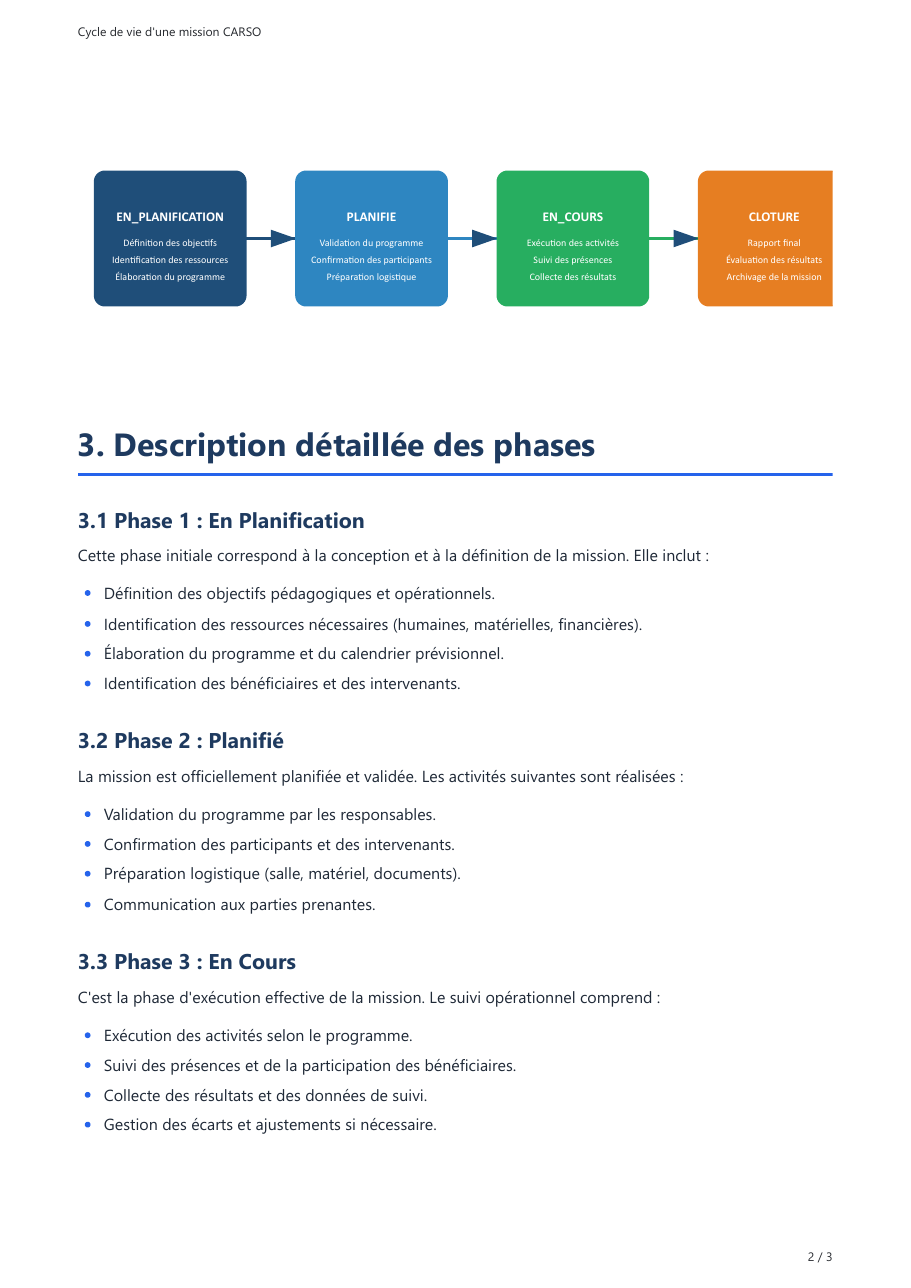 Cycle de vie d'une mission CARSO
EN_PLANIFICATION
Définition des objectifs
Identification des ressources
Élaboration du programme
PLANIFIE
Validation du programme
Confirmation des participants
Préparation logistique
EN_COURS
Exécution des activités
Suivi des présences
Collecte des résultats
CLOTURE
Rapport final
Évaluation des résultats
Archivage de la mission
3. Description détaillée des phases
3.1 Phase 1 : En Planification
Cette phase initiale correspond à la conception et à la définition de la mission. Elle inclut :
• Définition des objectifs pédagogiques et opérationnels.
• Identification des ressources nécessaires (humaines, matérielles, financières).
• Élaboration du programme et du calendrier prévisionnel.
• Identification des bénéficiaires et des intervenants.
3.2 Phase 2 : Planifié
La mission est officiellement planifiée et validée. Les activités suivantes sont réalisées :
• Validation du programme par les responsables.
• Confirmation des participants et des intervenants.
• Préparation logistique (salle, matériel, documents).
• Communication aux parties prenantes.
3.3 Phase 3 : En Cours
C'est la phase d'exécution effective de la mission. Le suivi opérationnel comprend :
• Exécution des activités selon le programme.
• Suivi des présences et de la participation des bénéficiaires.
• Collecte des résultats et des données de suivi.
• Gestion des écarts et ajustements si nécessaire.
2 / 3